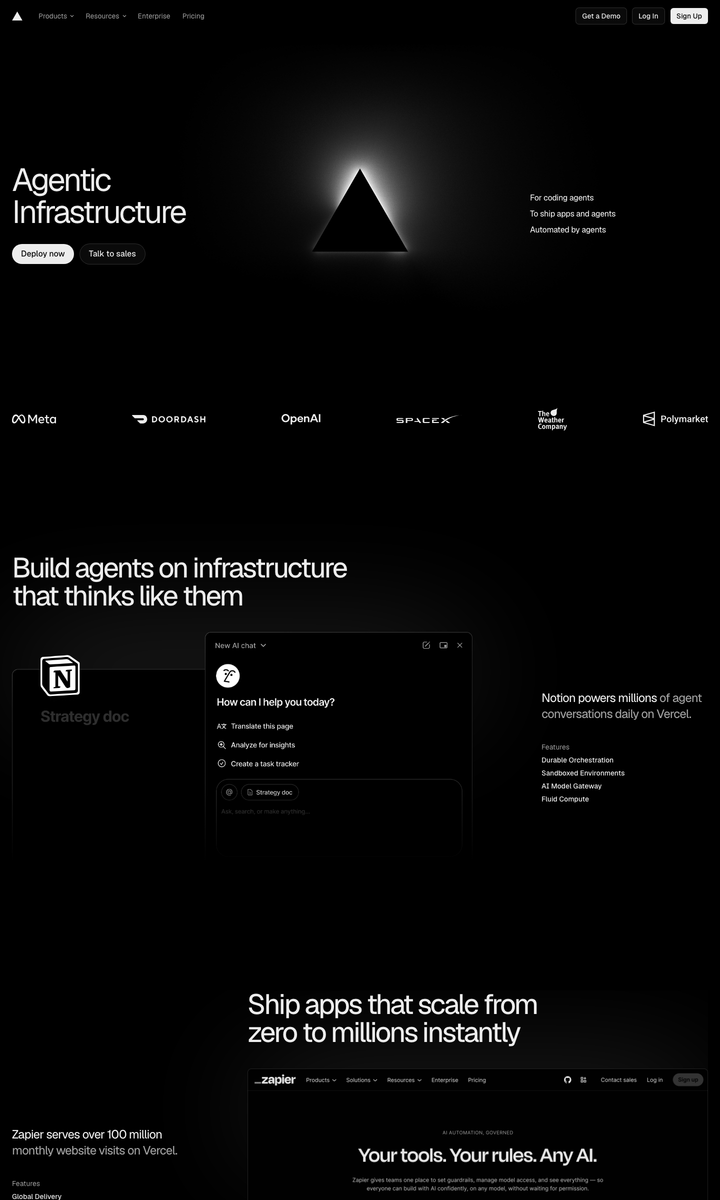 Products
Resources
Enterprise
Pricing
Get a Demo
Log In
Sign Up
Agentic
Infrastructure
Deploy now
Talk to sales
For coding agents
To ship apps and agents
Automated by agents
Meta
DOORDASH
OpenAI
SPACEX
The
Weather
Company
Polymarket
Build agents on infrastructure
that thinks like them
N
Strategy doc
New AI chat
How can I help you today?
Translate this page
Analyze for insights
Create a task tracker
@
Strategy doc
Ask, search, or make anything...
Notion powers millions of agent
conversations daily on Vercel.
Features
Durable Orchestration
Sandboxed Environments
AI Model Gateway
Fluid Compute
Ship apps that scale from
zero to millions instantly
_zapier
Products
Solutions
Resources
Enterprise
Pricing
Contact sales
Log in
Sign up
AI AUTOMATION, GOVERNED
Your tools. Your rules. Any AI.
Zapier gives teams one place to set guardrails, manage model access, and see everything — so
everyone can build with AI confidently, on any model, without waiting for permission.
Zapier serves over 100 million
monthly website visits on Vercel.
Features
Global Delivery